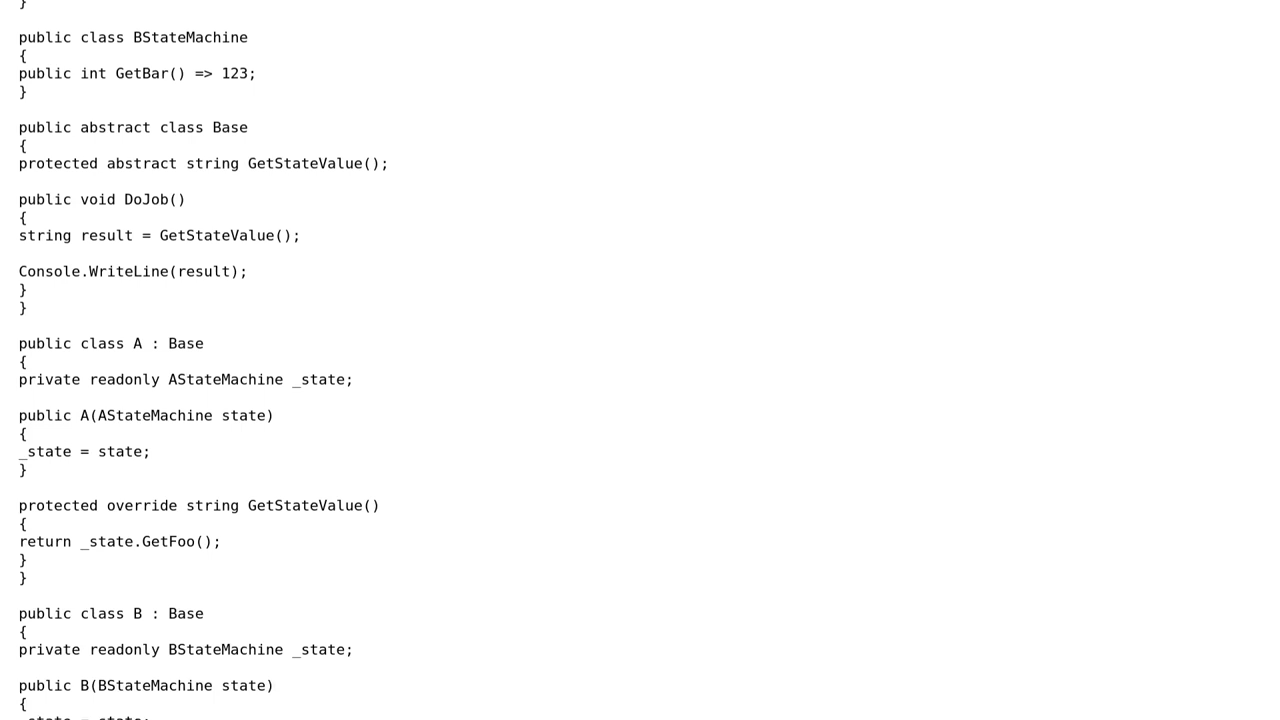 }
public class BStateMachine
{
public int GetBar() => 123;
}
public abstract class Base
{
protected abstract string GetStateValue();
public void DoJob()
{
string result = GetStateValue();
Console.WriteLine(result);
}
}
public class A : Base
{
private readonly AStateMachine _state;
public A(AStateMachine state)
{
_state = state;
}
protected override string GetStateValue()
{
return _state.GetFoo();
}
}
public class B : Base
{
private readonly BStateMachine _state;
public B(BStateMachine state)
{
_state = state;